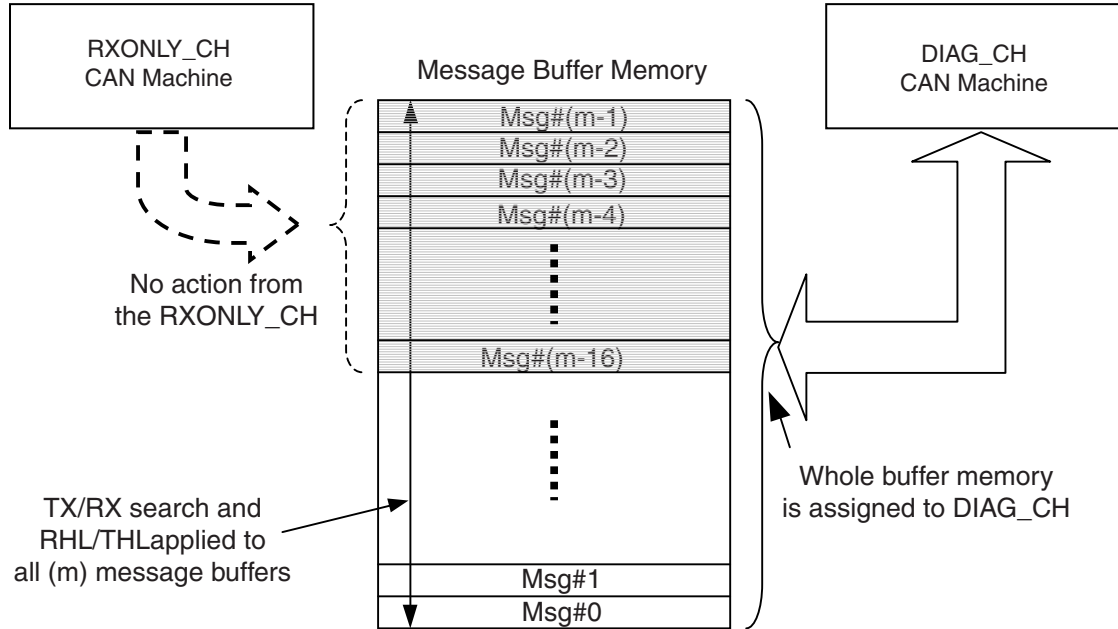 RXONLY_CH
CAN Machine
Message Buffer Memory
DIAG_CH
CAN Machine
Msg#(m-1)
Msg#(m-2)
Msg#(m-3)
Msg#(m-4)
No action from
the RXONLY_CH
Msg#(m-16)
Whole buffer memory
is assigned to DIAG_CH
TX/RX search and
RHL/THLapplied to
all (m) message buffers
Msg#1
Msg#0